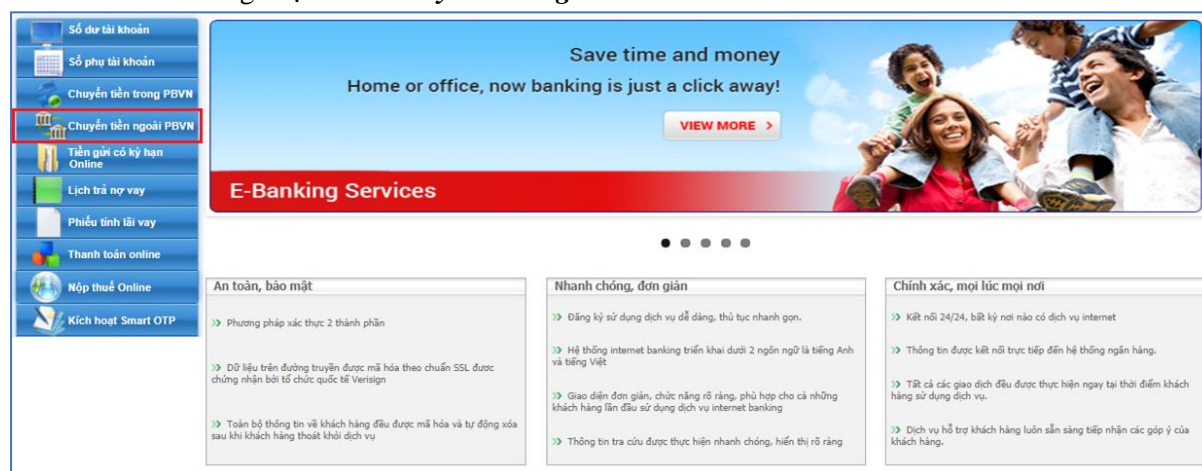 Số dư tài khoản
Số phụ tài khoản
Chuyển tiền trong PBVN
Chuyển tiền ngoài PBVN
Tiền gửi có kỳ hạn
Online
Lịch trả nợ vay
Phiếu tính lãi vay
Thanh toán online
Nộp thuế Online
Kích hoạt Smart OTP
Save time and money
Home or office, now banking is just a click away!
VIEW MORE >
E-Banking Services
An toàn, bảo mật
Phương pháp xác thực 2 thành phần
Dữ liệu trên đường truyền được mã hóa theo chuẩn SSL được
chứng nhận bởi tổ chức quốc tế Verisign
Toàn bộ thông tin về khách hàng đều được mã hóa và tự động xóa
sau khi khách hàng thoát khỏi dịch vụ
Nhanh chóng, đơn giản
Đăng ký sử dụng dịch vụ dễ dàng, thủ tục nhanh gọn.
Hệ thống internet banking triển khai dưới 2 ngôn ngữ là tiếng Anh
và tiếng Việt
Giao diện đơn giản, chức năng rõ ràng, phù hợp cho cả những
khách hàng lần đầu sử dụng dịch vụ internet banking
Thông tin tra cứu được thực hiện nhanh chóng, hiển thị rõ ràng
Chính xác, mọi lúc mọi nơi
Kết nối 24/24, bất kỳ nơi nào có dịch vụ internet
Thông tin được kết nối trực tiếp đến hệ thống ngân hàng.
Tất cả các giao dịch đều được thực hiện ngay tại thời điểm khách
hàng sử dụng dịch vụ.
Dịch vụ hỗ trợ khách hàng luôn sẵn sàng tiếp nhận các góp ý của
khách hàng.